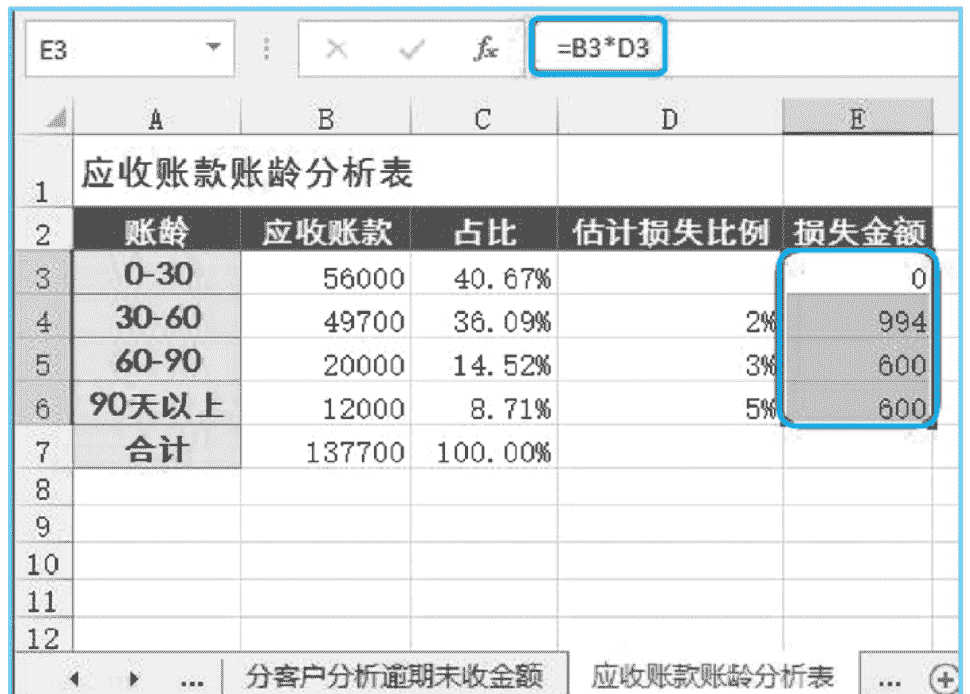 E3 fx =B3*D3
A B C D E
1 应收账款账龄分析表
2 账龄 应收账款 占比 估计损失比例 损失金额
3 0-30 56000 40.67% 0
4 30-60 49700 36.09% 2% 994
5 60-90 20000 14.52% 3% 600
6 90天以上 12000 8.71% 5% 600
7 合计 137700 100.00%
8
9
10
11
12
... 分客户分析逾期未收金额 应收账款账龄分析表 ...